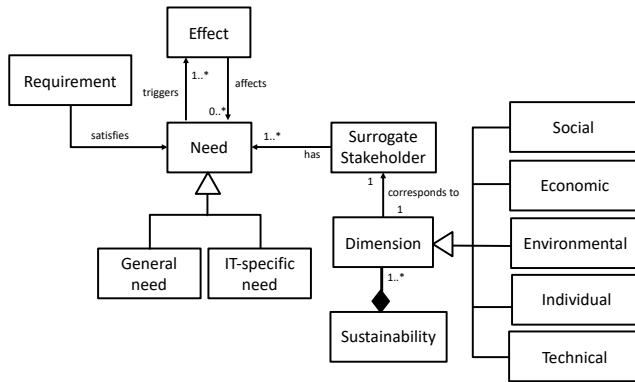 Effect
Requirement
1..*
triggers
affects
0..*
satisfies
Need
1..*
has
Surrogate
Stakeholder
1
corresponds to
1
Dimension
1..*
Sustainability
General
need
IT-specific
need
Social
Economic
Environmental
Individual
Technical